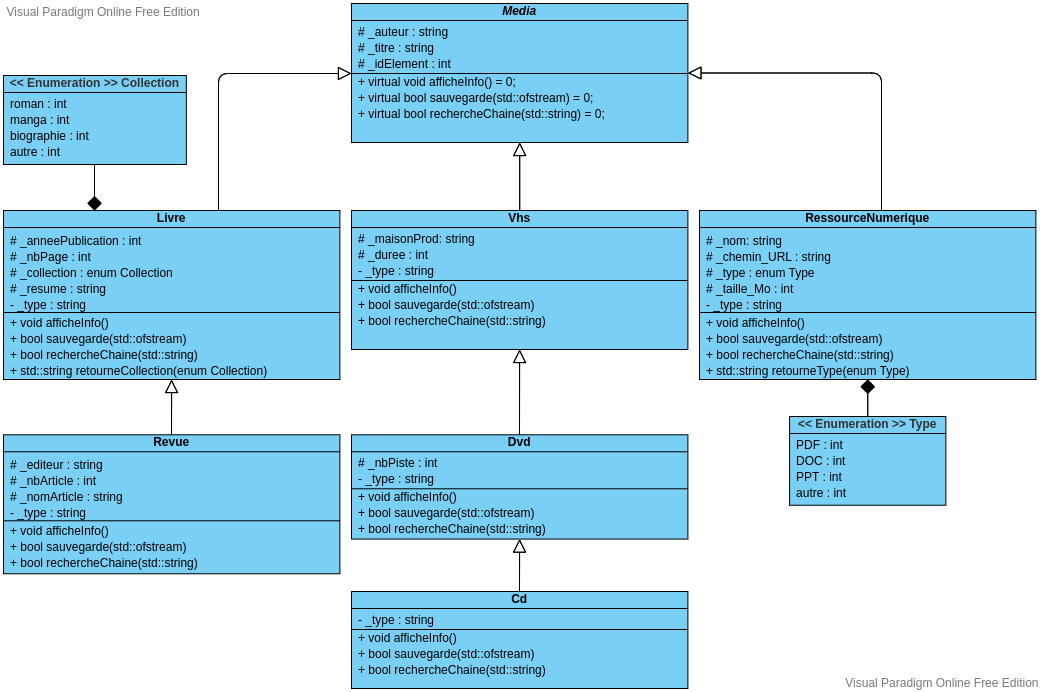 Visual Paradigm Online Free Edition
Media
# _auteur : string
# _titre : string
# _idElement : int
+ virtual void afficheInfo() = 0;
+ virtual bool sauvegarde(std::ofstream) = 0;
+ virtual bool rechercheChaine(std::string) = 0;
<< Enumeration >> Collection
roman : int
manga : int
biographie : int
autre : int
Livre
# _anneePublication : int
# _nbPage : int
# _collection : enum Collection
# _resume : string
- _type : string
+ void afficheInfo()
+ bool sauvegarde(std::ofstream)
+ bool rechercheChaine(std::string)
+ std::string retourneCollection(enum Collection)
Vhs
# _maisonProd: string
# _duree : int
- _type : string
+ void afficheInfo()
+ bool sauvegarde(std::ofstream)
+ bool rechercheChaine(std::string)
RessourceNumerique
# _nom: string
# _chemin_URL : string
# _type : enum Type
# _taille_Mo : int
- _type : string
+ void afficheInfo()
+ bool sauvegarde(std::ofstream)
+ bool rechercheChaine(std::string)
+ std::string retourneType(enum Type)
Revue
# _editeur : string
# _nbArticle : int
# _nomArticle : string
- _type : string
+ void afficheInfo()
+ bool sauvegarde(std::ofstream)
+ bool rechercheChaine(std::string)
Dvd
# _nbPiste : int
- _type : string
+ void afficheInfo()
+ bool sauvegarde(std::ofstream)
+ bool rechercheChaine(std::string)
<< Enumeration >> Type
PDF : int
DOC : int
PPT : int
autre : int
Cd
- _type : string
+ void afficheInfo()
+ bool sauvegarde(std::ofstream)
+ bool rechercheChaine(std::string)
Visual Paradigm Online Free Edition